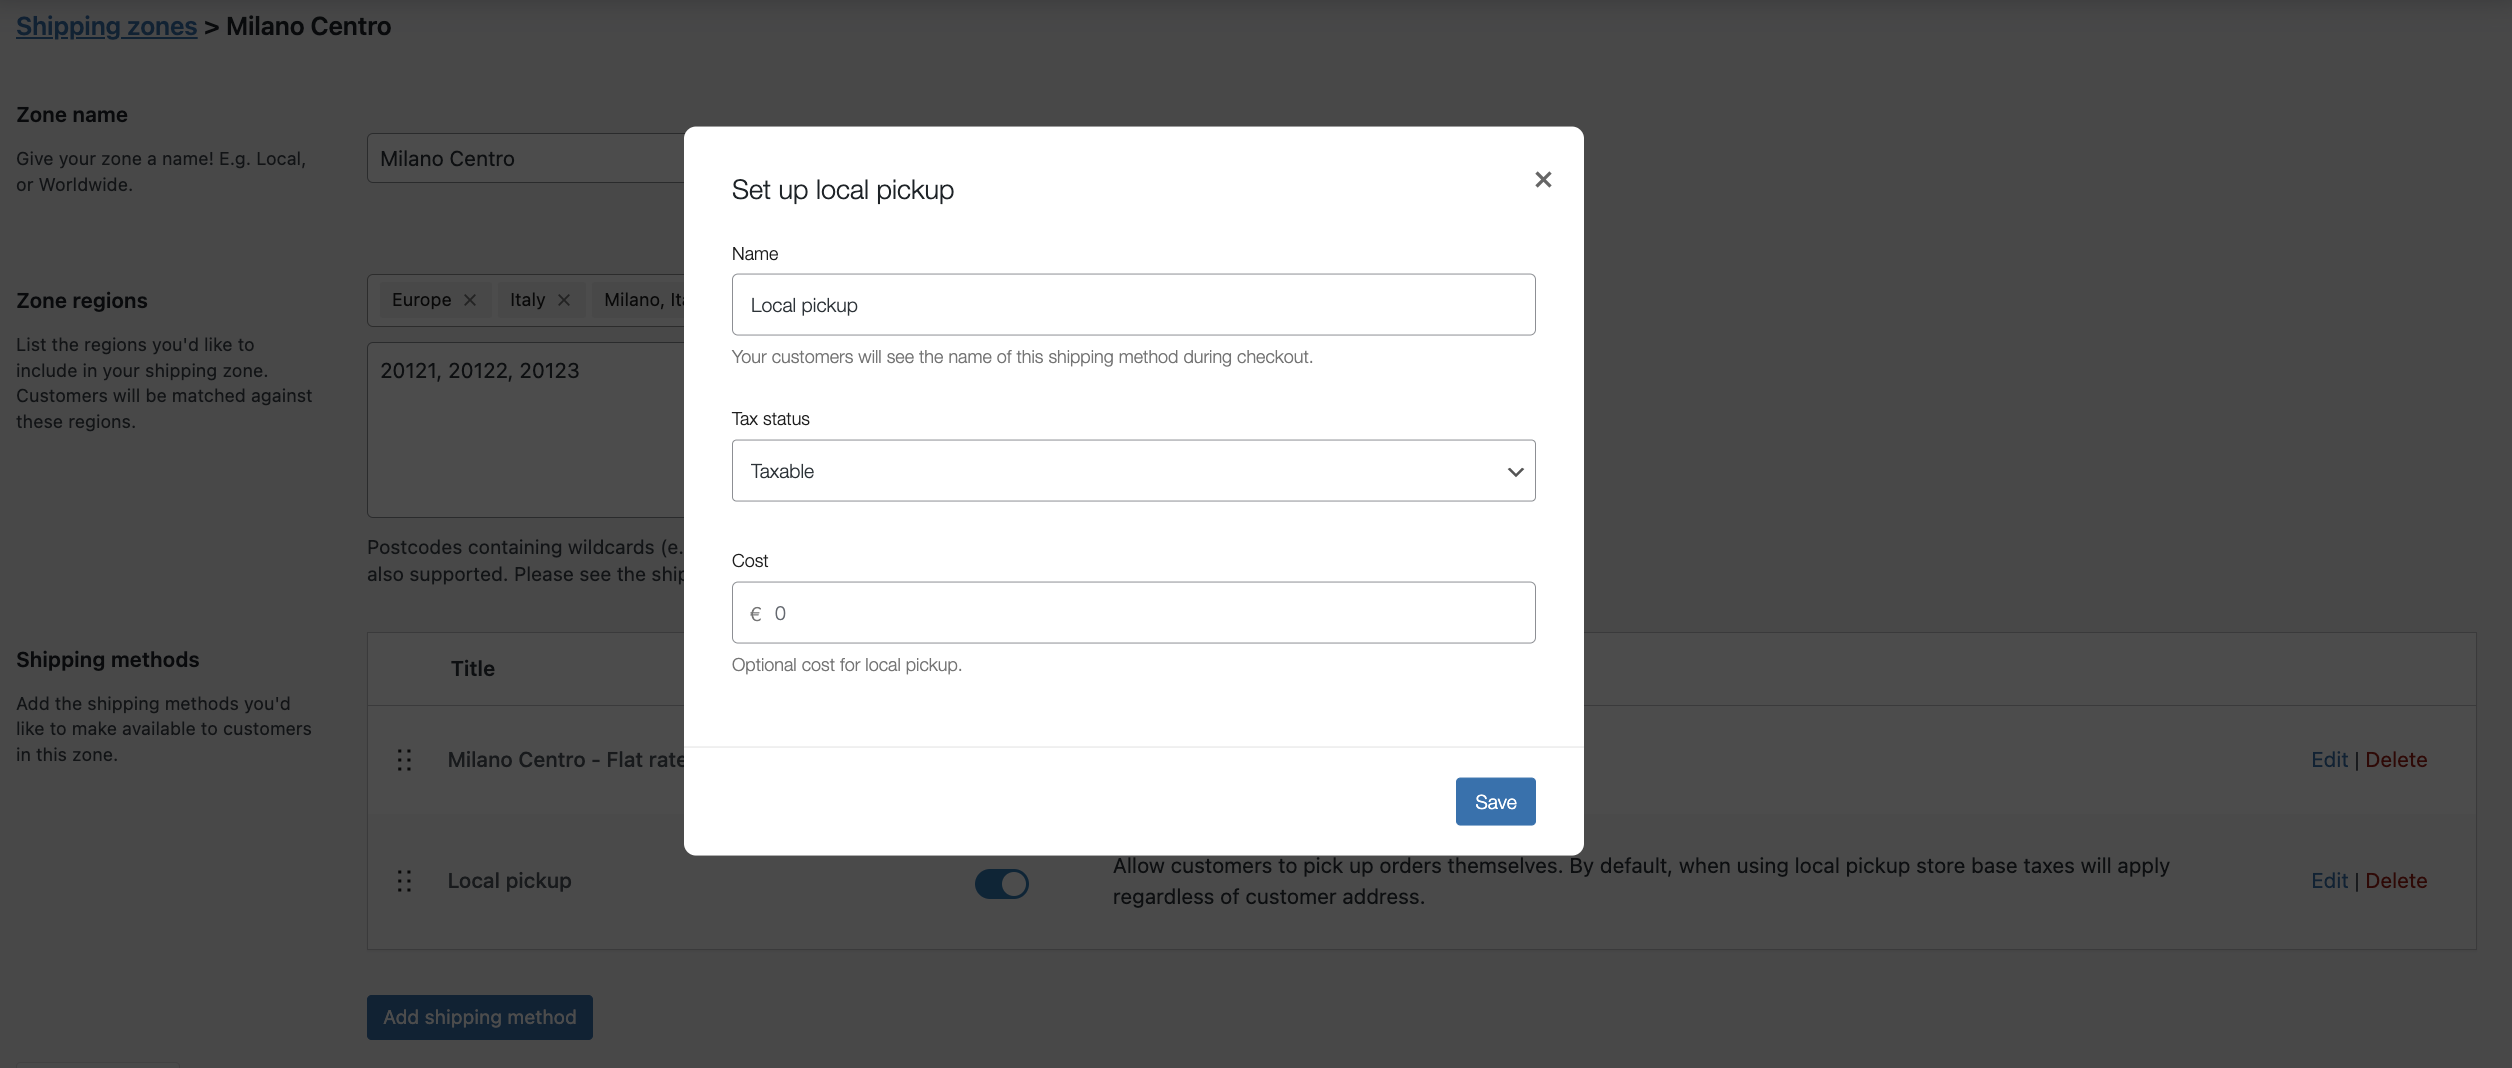 Shipping zones > Milano Centro
Zone name
Give your zone a name! E.g. Local,
or Worldwide.
Milano Centro
Zone regions
List the regions you'd like to
include in your shipping zone.
Customers will be matched against
these regions.
Europe
Italy
Milano,
20121, 20122, 20123
Postcodes containing wildcards (e.
also supported. Please see the
Shipping methods
Add the shipping methods you'd
like to make available to customers
in this zone.
Title
Milano Centro - Flat rate
Edit | Delete
Local pickup
Allow customers to pick up orders themselves. By default, when using local pickup store base taxes will apply
regardless of customer address.
Edit | Delete
Add shipping method
Set up local pickup
Name
Local pickup
Your customers will see the name of this shipping method during checkout.
Tax status
Taxable
Cost
€ 0
Optional cost for local pickup.
Save